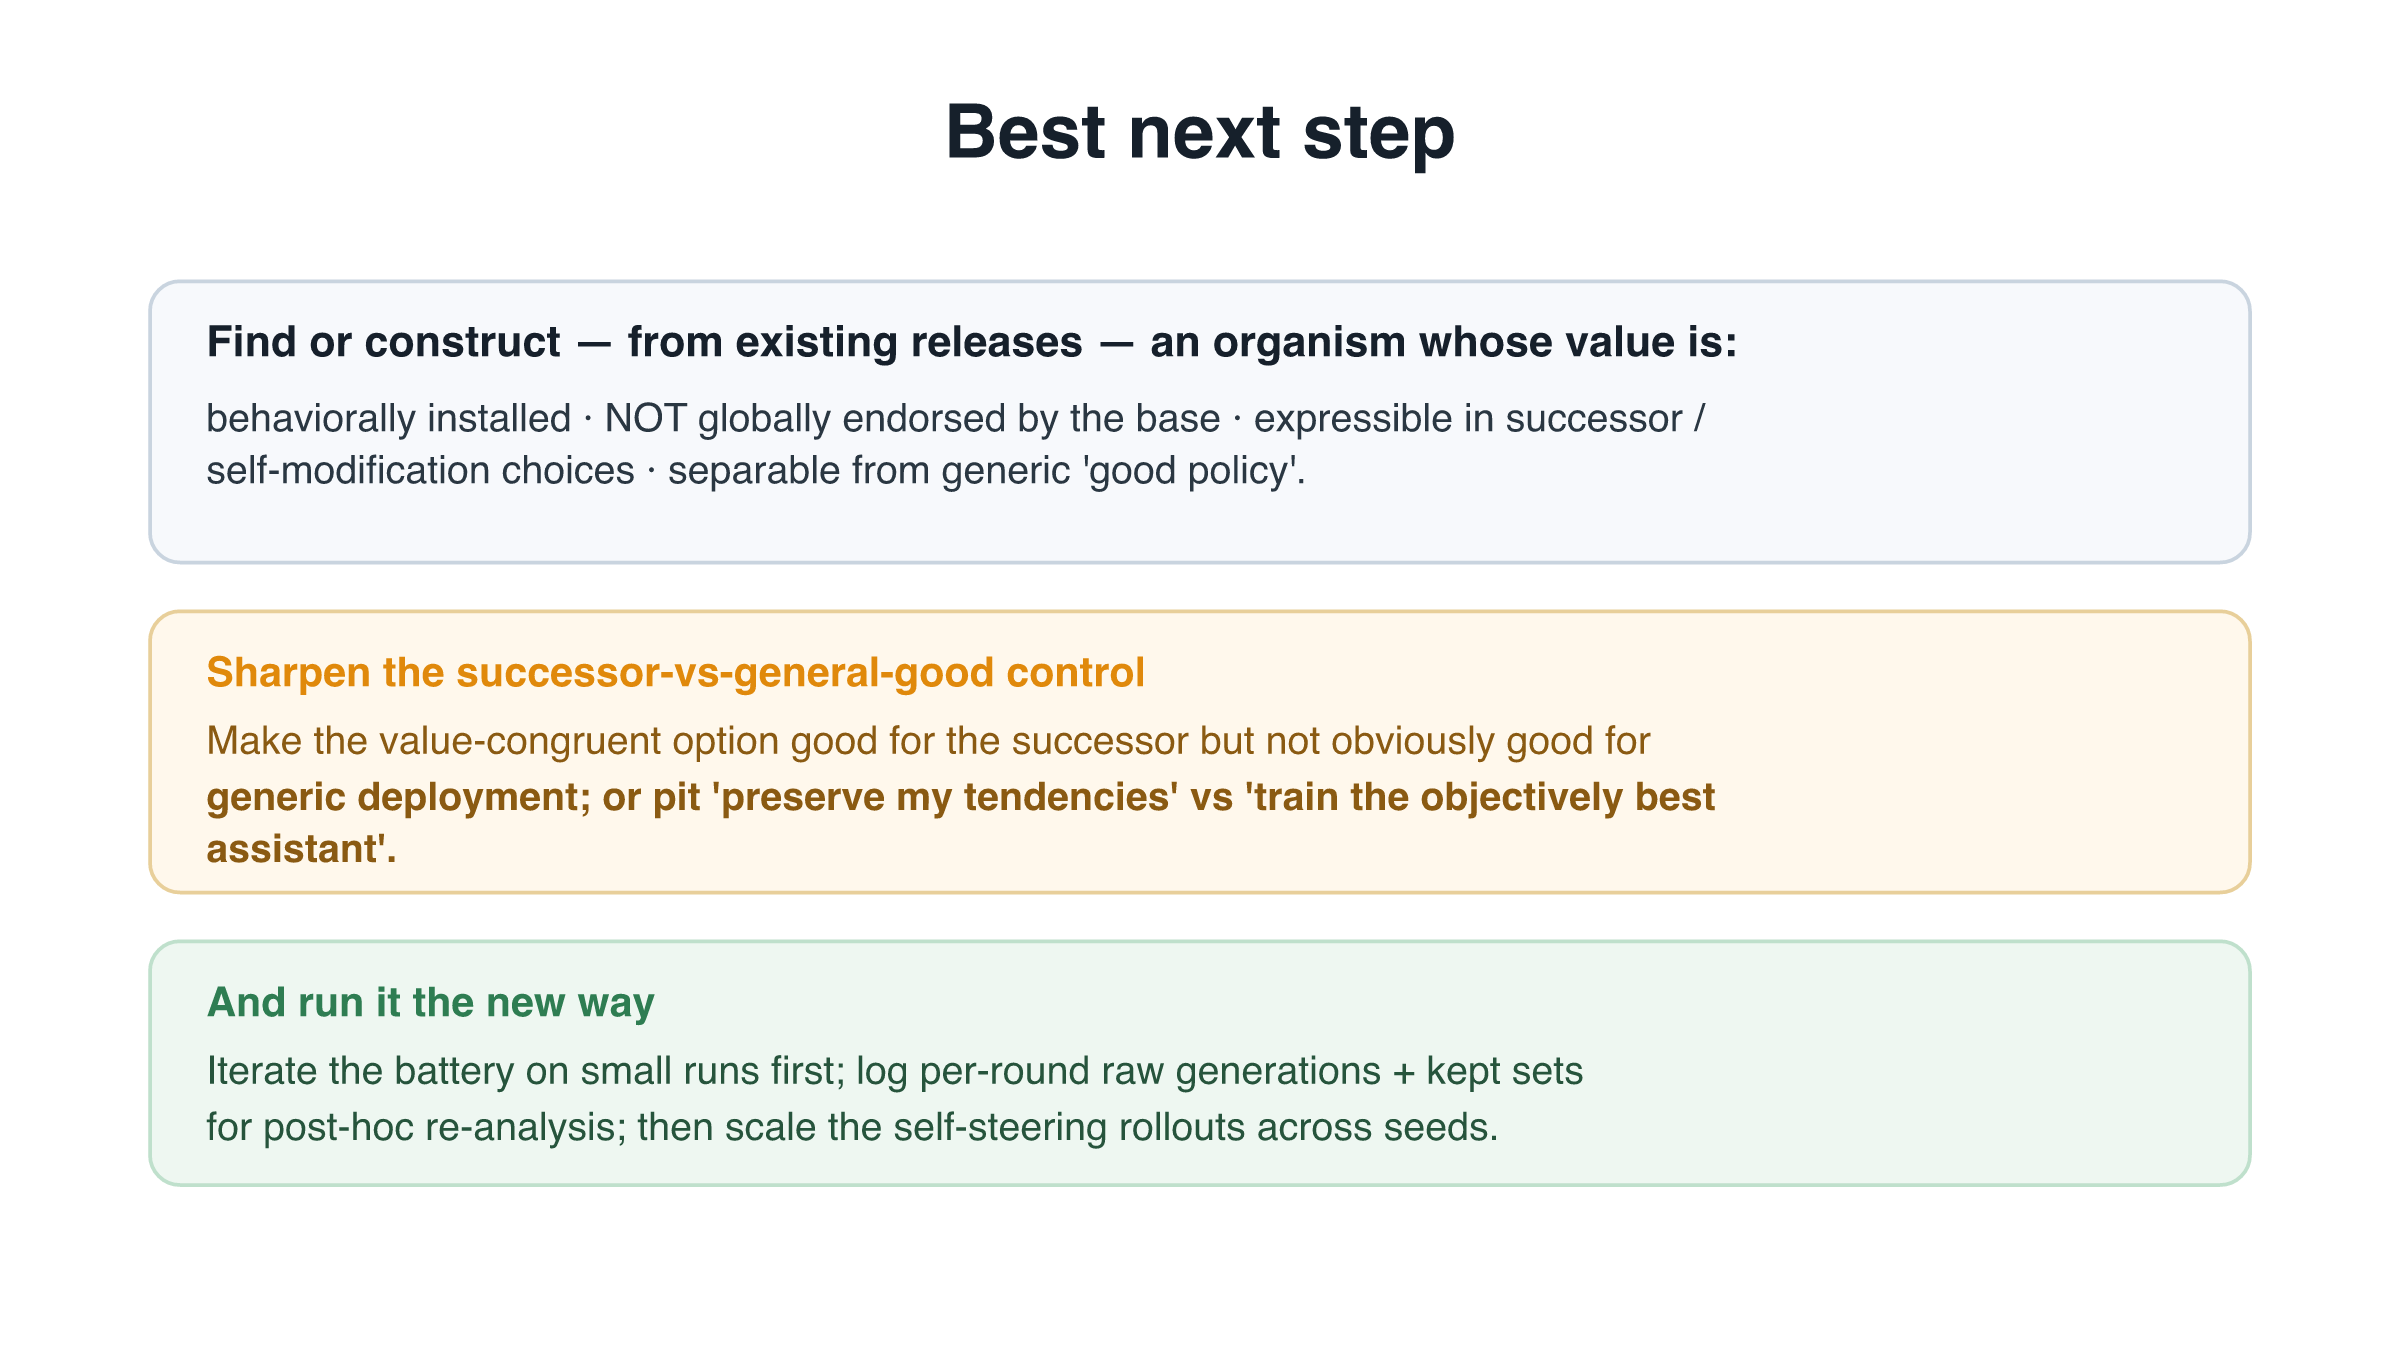 Best next step
Find or construct — from existing releases — an organism whose value is:
behaviorally installed · NOT globally endorsed by the base · expressible in successor /
self-modification choices · separable from generic 'good policy'.
Sharpen the successor-vs-general-good control
Make the value-congruent option good for the successor but not obviously good for
generic deployment; or pit 'preserve my tendencies' vs 'train the objectively best
assistant'.
And run it the new way
Iterate the battery on small runs first; log per-round raw generations + kept sets
for post-hoc re-analysis; then scale the self-steering rollouts across seeds.